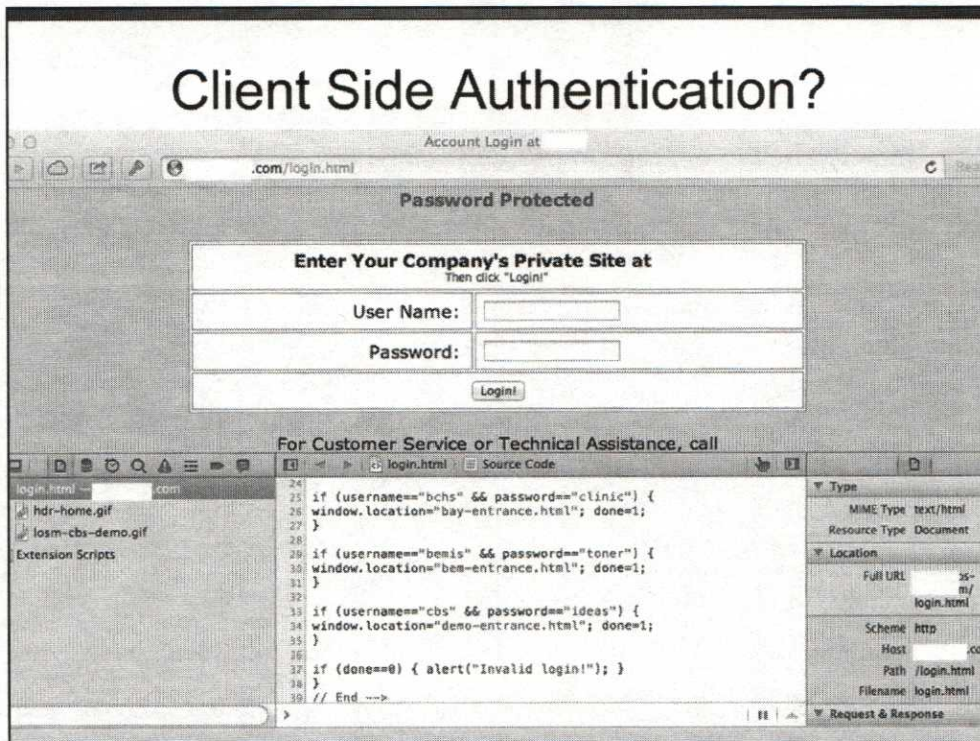 Client Side Authentication?
Account Login at
.com/login.html
Password Protected
Enter Your Company's Private Site at
Then click "Login!"
User Name:
Password:
Login!
For Customer Service or Technical Assistance, call
login.html
Source Code
login.html — .com
hdr-home.gif
losm-cbs-demo.gif
Extension Scripts
24
25 if (username=="bchs" && password=="clinic") {
26 window.location="bay-entrance.html"; done=1;
27 }
28
29 if (username=="bemis" && password=="toner") {
30 window.location="bem-entrance.html"; done=1;
31 }
32
33 if (username=="cbs" && password=="ideas") {
34 window.location="demo-entrance.html"; done=1;
35 }
36
37 if (done==0) { alert("Invalid login!"); }
38 }
39 // End -->
>
Type
MIME Type text/html
Resource Type Document
Location
Full URL
m/
login.html
Scheme http
Host .co
Path /login.html
Filename login.html
Request & Response